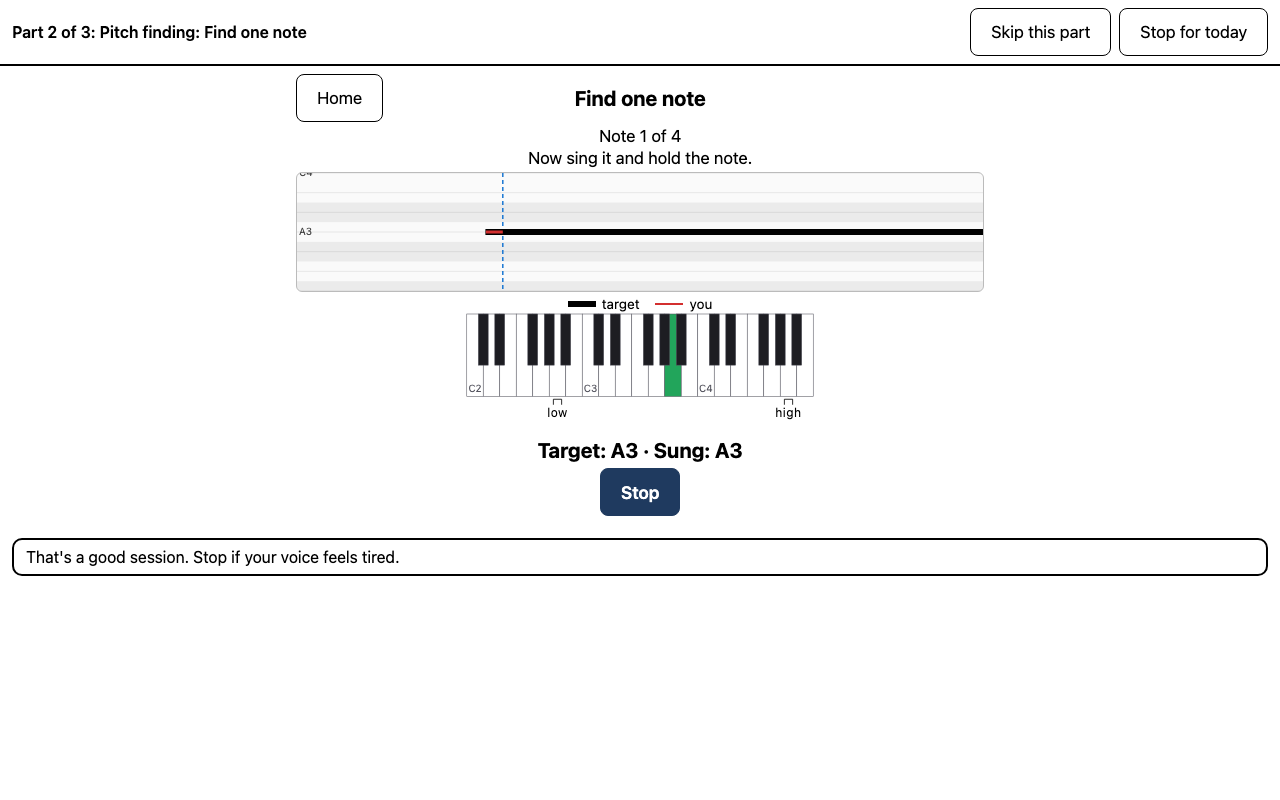 Part 2 of 3: Pitch finding: Find one note
Skip this part
Stop for today
Home
Find one note
Note 1 of 4
Now sing it and hold the note.
C4
A3
target
you
C2
C3
C4
low
high
Target: A3 · Sung: A3
Stop
That's a good session. Stop if your voice feels tired.